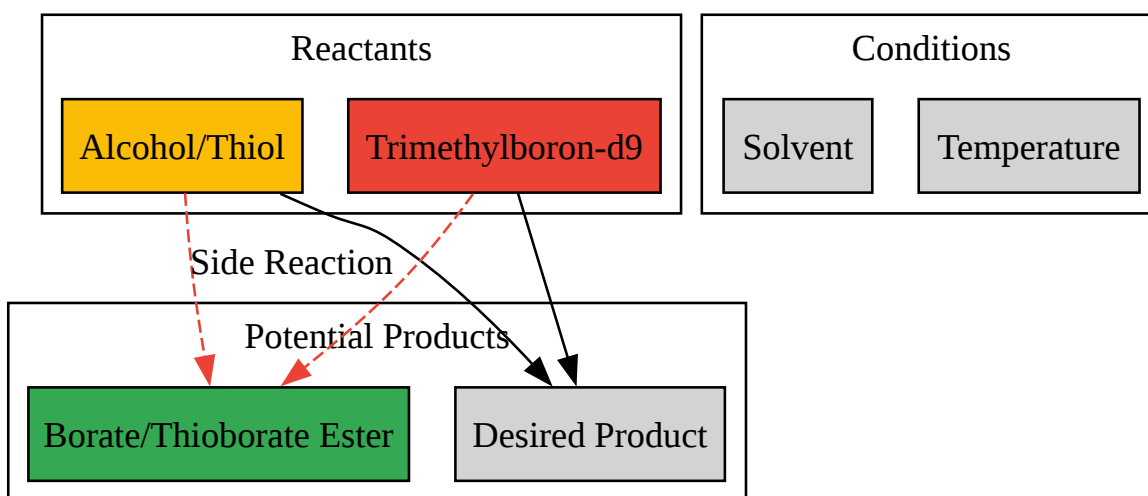 Reactants
Conditions
Alcohol/Thiol
Trimethylboron-d9
Solvent
Temperature
Side Reaction
Potential Products
Borate/Thioborate Ester
Desired Product